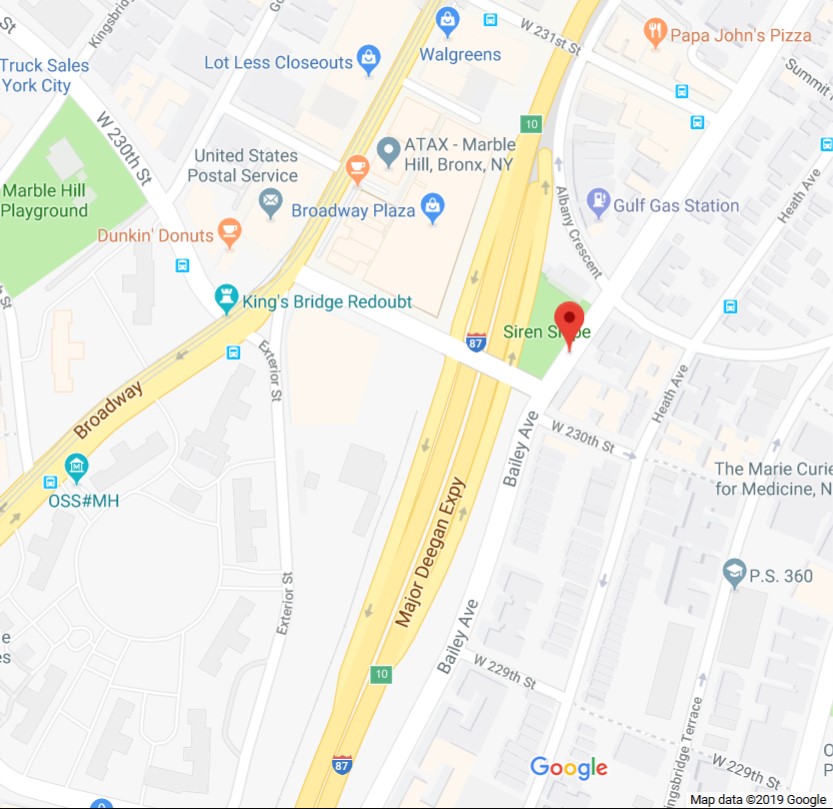 W 231st St
Papa John's Pizza
Walgreens
Lot Less Closeouts
Truck Sales
York City
Kingsbrid
Summit
10
W 230th St
ATAX - Marble
Hill, Bronx, NY
United States
Postal Service
Marble Hill
Playground
Broadway Plaza
Gulf Gas Station
Albany Crescent
Heath Ave
Dunkin' Donuts
King's Bridge Redoubt
Siren S
pe
87
Exterior St
Broadway
Heath Ave
Bailey Ave
W 230th St
The Marie Curie
for Medicine, N
OSS#MH
Major Deegan Expy
P.S. 360
Exterior St
Bailey Ave
W 229th St
10
ngsbridge Terrace
87
Google
W 229th St
Map data ©2019 Google